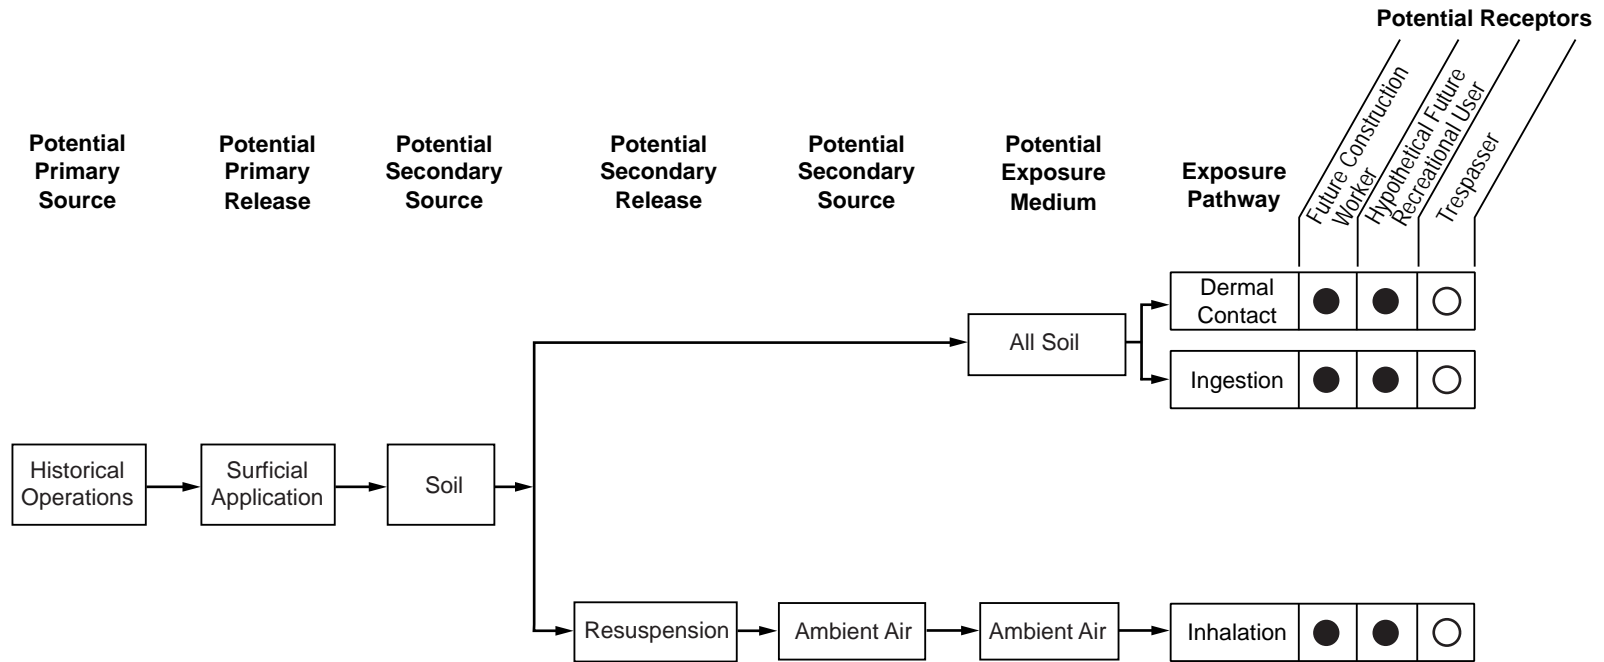 Potential Receptors
Future Construction
Worker
Hypothetical Future
Recreational User
Trespasser
Potential
Primary
Source
Potential
Primary
Release
Potential
Secondary
Source
Potential
Secondary
Release
Potential
Secondary
Source
Potential
Exposure
Medium
Exposure
Pathway
Dermal
Contact
All Soil
Ingestion
Historical
Operations
Surficial
Application
Soil
Resuspension
Ambient Air
Ambient Air
Inhalation